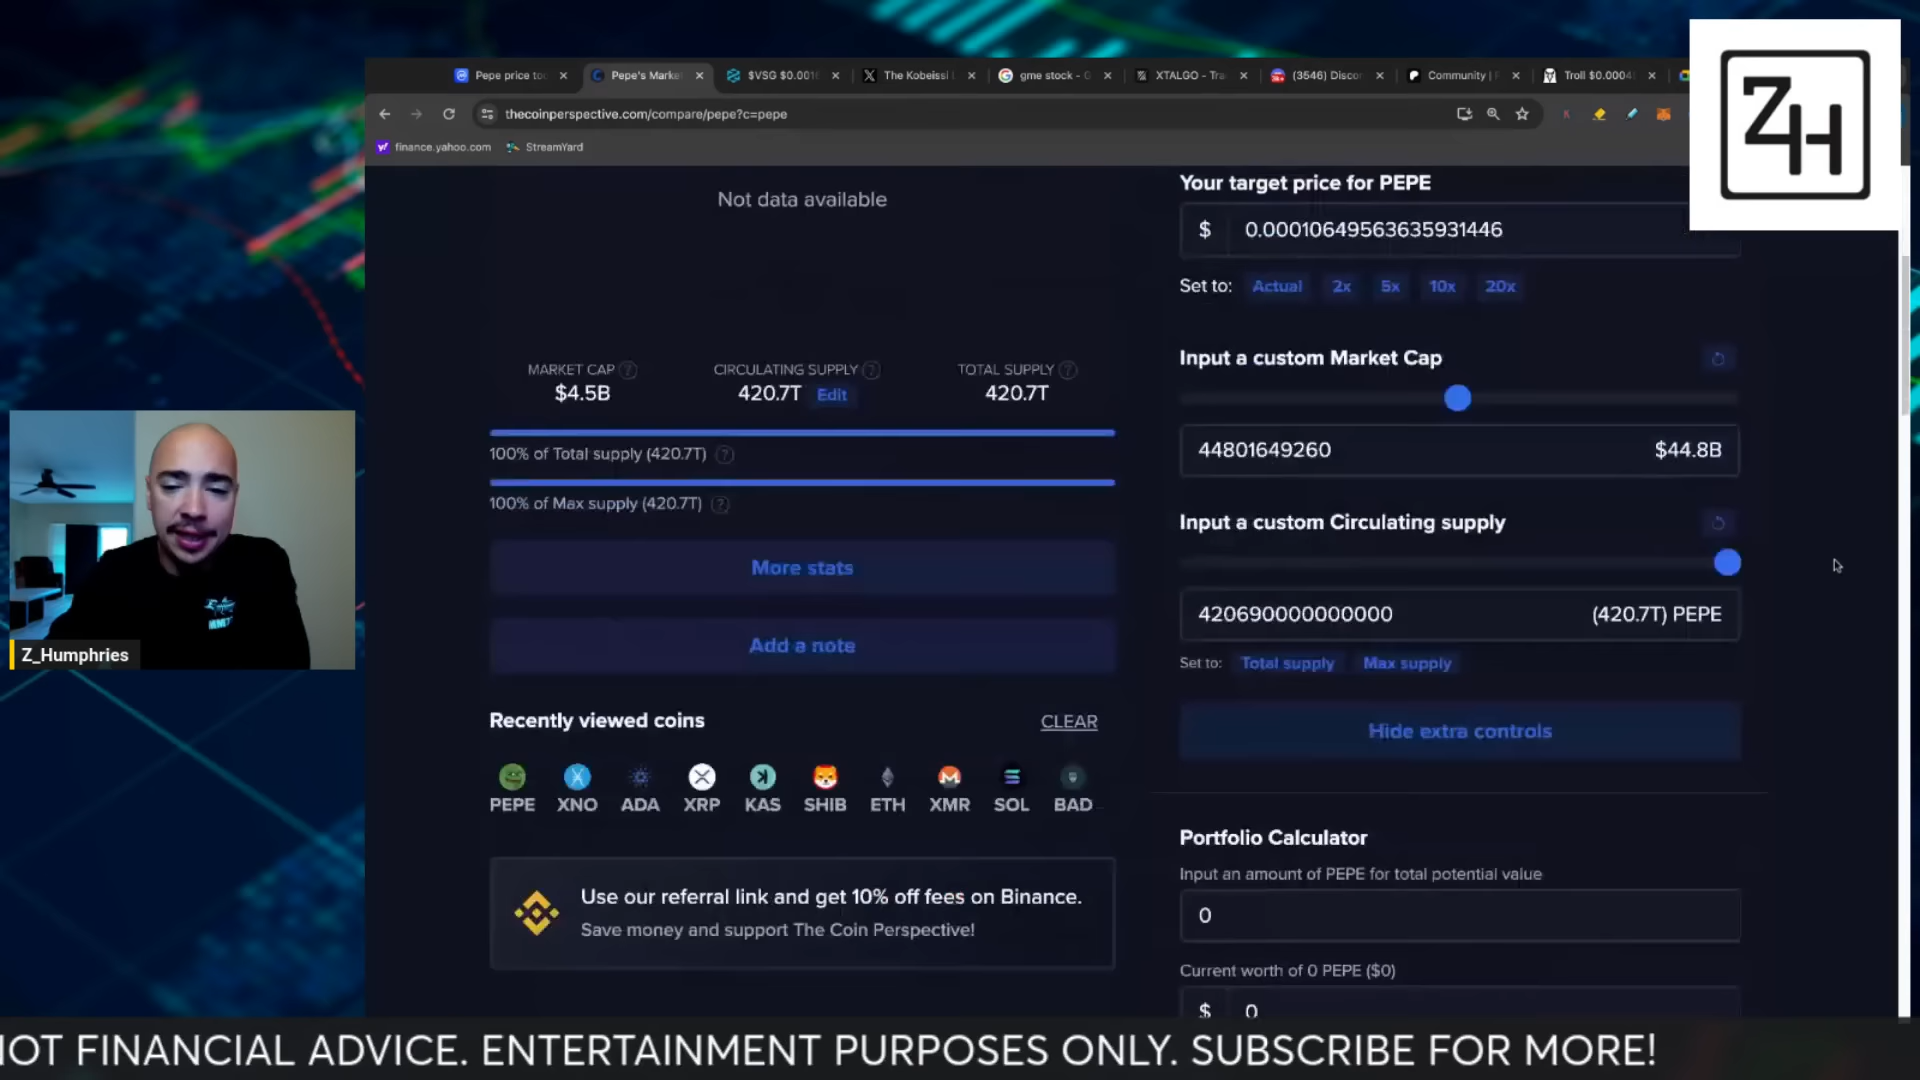 Pepe price to
Pepe's Marke
$VSG $0.001
The Kobeissi
gme stock - G
XTALGO - Tra
(3546) Discor
Community |
Troll $0.0004
thecoinperspective.com/compare/pepe?c=pepe
finance.yahoo.com
StreamYard
ZH
Not data available
MARKET CAP ?
$4.5B
CIRCULATING SUPPLY ?
420.7T Edit
TOTAL SUPPLY ?
420.7T
100% of Total supply (420.7T) ?
100% of Max supply (420.7T) ?
More stats
Add a note
Recently viewed coins
CLEAR
PEPE XNO ADA XRP KAS SHIB ETH XMR SOL BAD
Use our referral link and get 10% off fees on Binance.
Save money and support The Coin Perspective!
Your target price for PEPE
$ 0.00010649563635931446
Set to: Actual 2x 5x 10x 20x
Input a custom Market Cap
44801649260 $44.8B
Input a custom Circulating supply
420690000000000 (420.7T) PEPE
Set to: Total supply Max supply
Hide extra controls
Portfolio Calculator
Input an amount of PEPE for total potential value
0
Current worth of 0 PEPE ($0)
$ 0
Z_Humphries
NOT FINANCIAL ADVICE. ENTERTAINMENT PURPOSES ONLY. SUBSCRIBE FOR MORE!